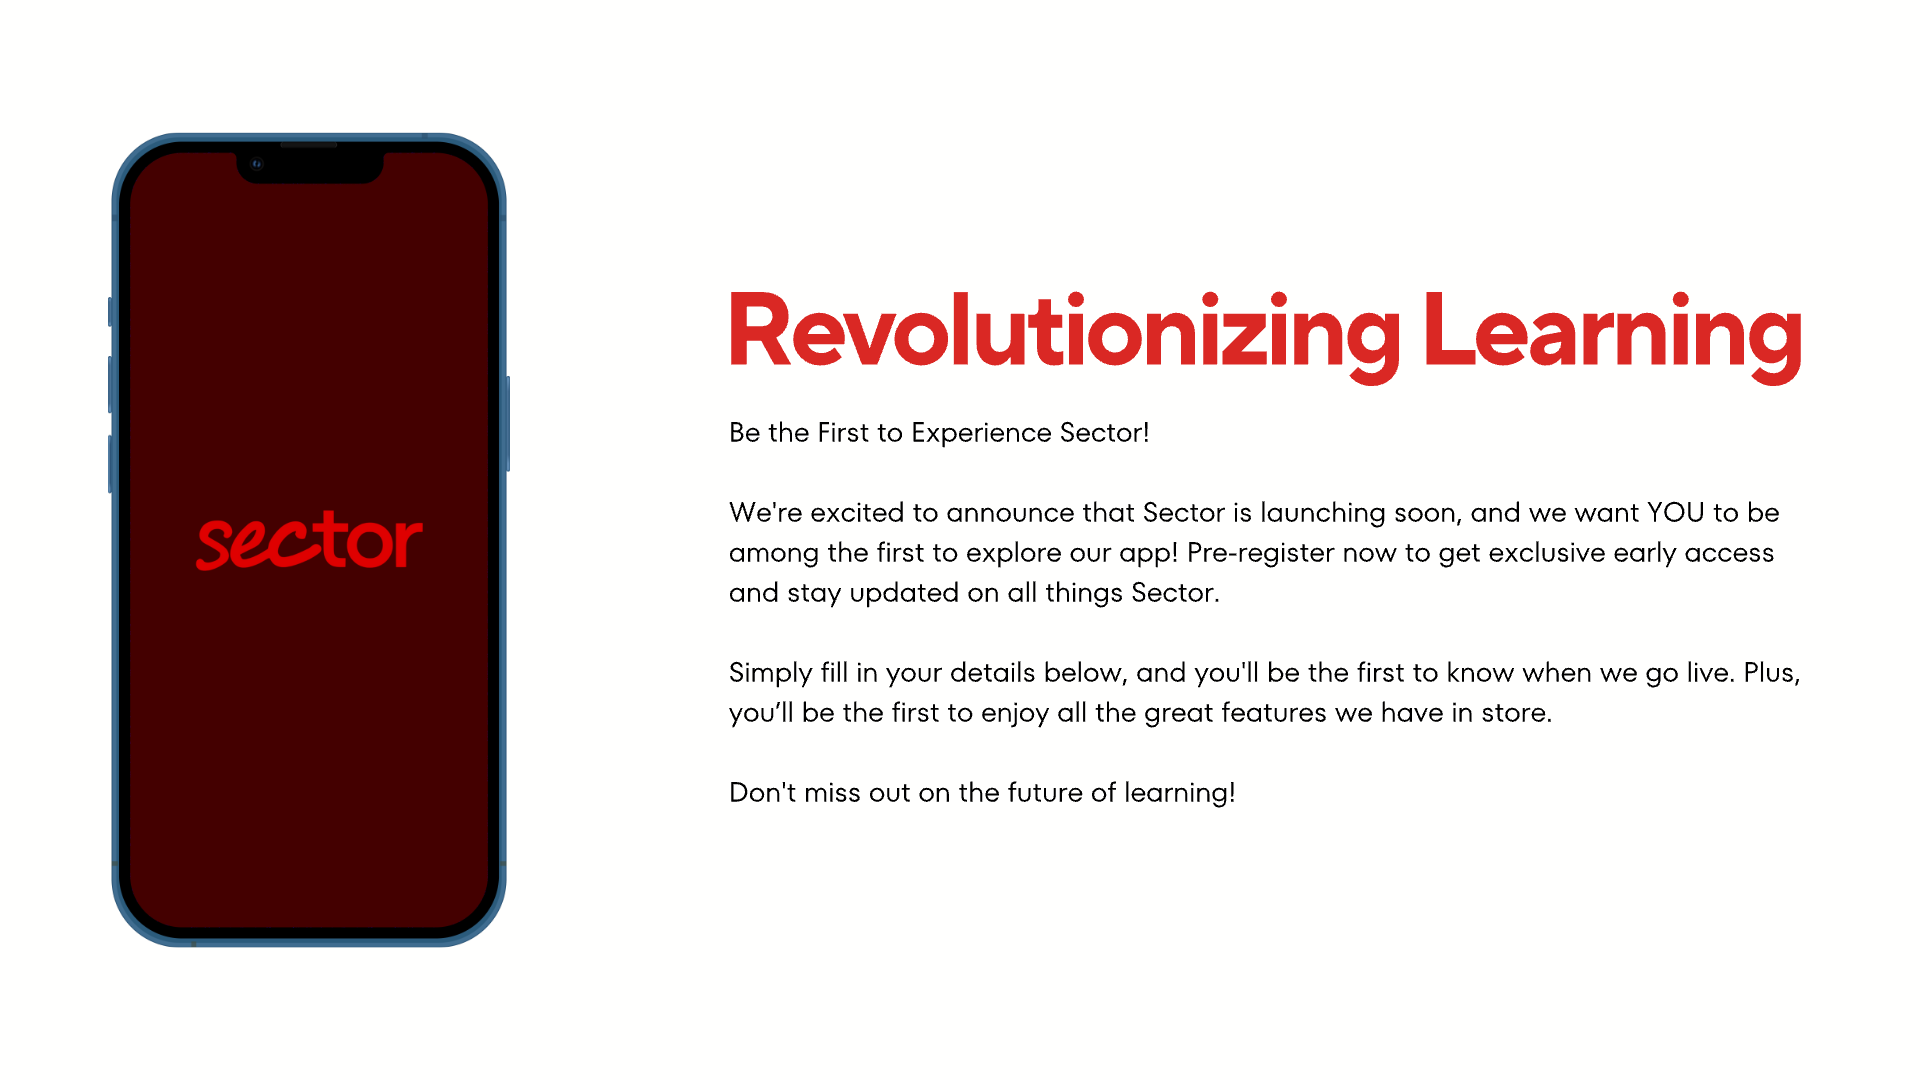 sector
Revolutionizing Learning
Be the First to Experience Sector!
We're excited to announce that Sector is launching soon, and we want YOU to be
among the first to explore our app! Pre-register now to get exclusive early access
and stay updated on all things Sector.
Simply fill in your details below, and you'll be the first to know when we go live. Plus,
you’ll be the first to enjoy all the great features we have in store.
Don't miss out on the future of learning!